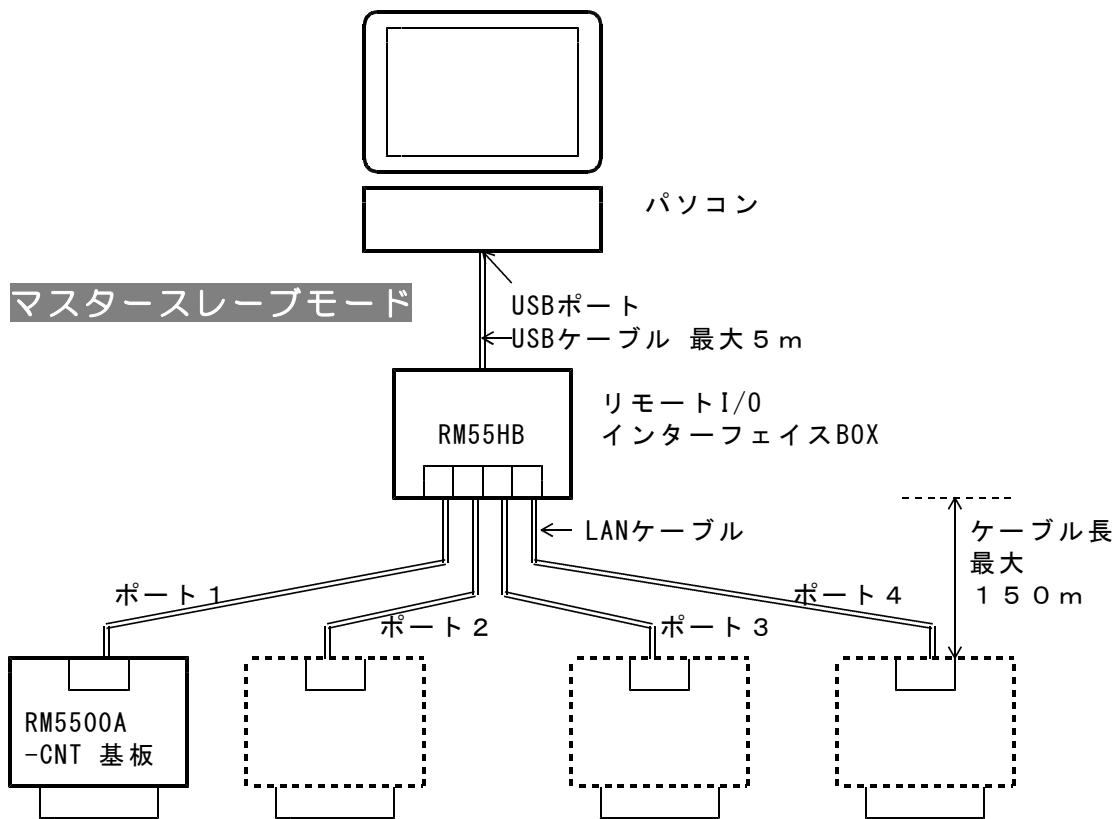 パソコン
マスタースレーブモード
USBポート
USBケーブル 最大５ｍ
リモートI/O
インターフェイスBOX
RM55HB
LANケーブル
ケーブル長
最大
１５０ｍ
ポート１
ポート２
ポート３
ポート４
RM5500A
-CNT 基板